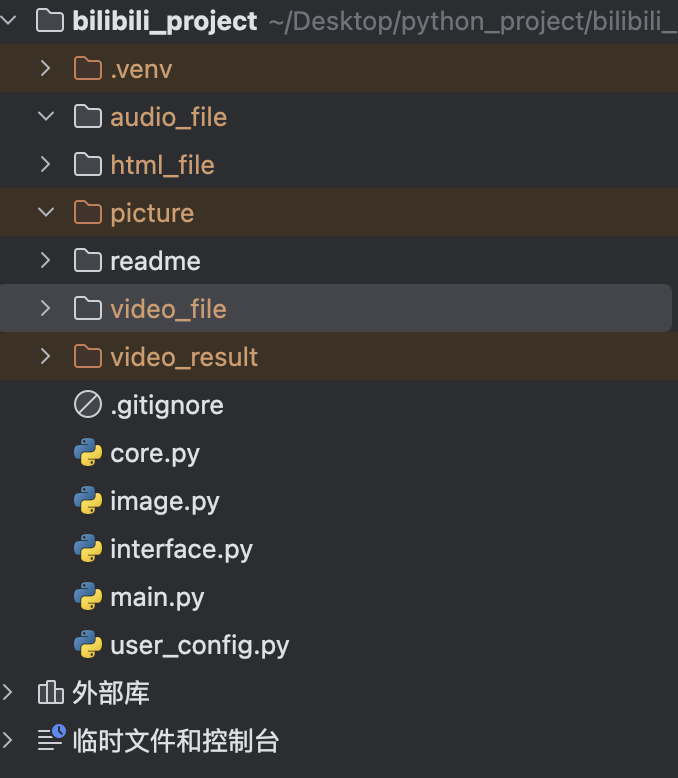 bilibili_project ~/Desktop/python_project/bilibili_
.venv
audio_file
html_file
picture
readme
video_file
video_result
.gitignore
core.py
image.py
interface.py
main.py
user_config.py
外部库
临时文件和控制台